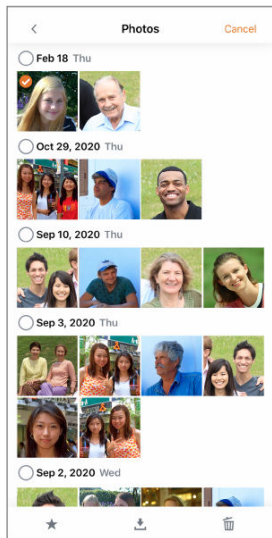 Photos Cancel
Feb 18 Thu
Oct 29, 2020 Thu
Sep 10, 2020 Thu
Sep 3, 2020 Thu
Sep 2, 2020 Wed